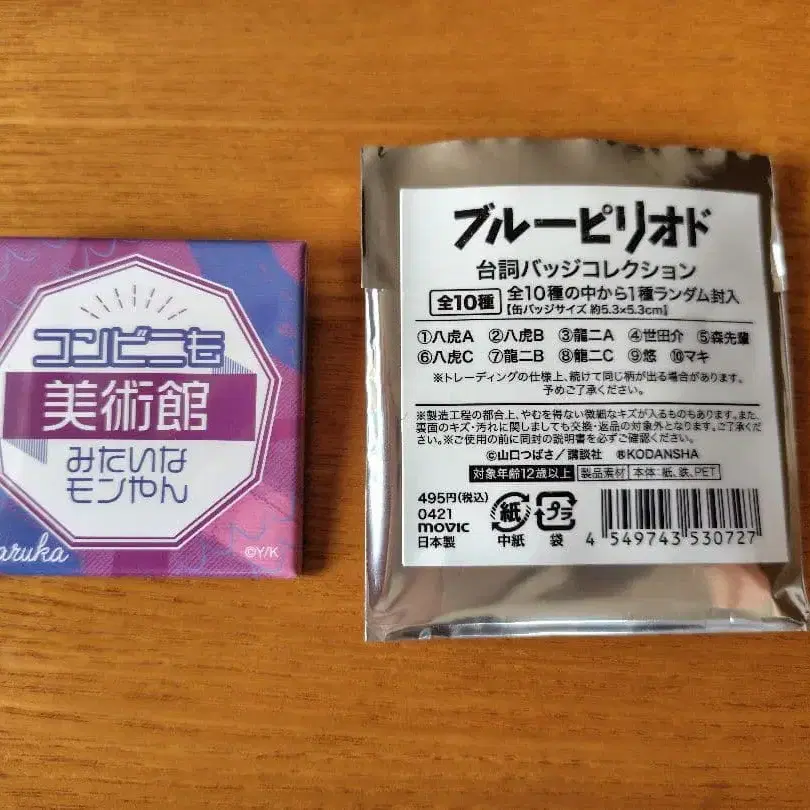 コンビニも
美術館
みたいな
モンやん
aruka
©Y/K
ブルーピリオド
台詞バッジコレクション
全10種 全10種の中から1種ランダム封入
【缶バッジサイズ 約5.3×5.3cm】
①八虎A ②八虎B ③龍二A ④世田介 ⑤森先輩
⑥八虎C ⑦龍二B ⑧龍二C ⑨悠 ⑩マキ
※トレーディングの仕様上、続けて同じ柄が出る場合があります。
予めご了承ください。
※製造工程の都合上、やむを得ない微細なキズが入るものもあります。また、
裏面のキズ・汚れに関しましても交換・返品の対象外となります。ご了承くださ
い。※ご使用の前に同封の説明書を必ずご確認ください。
©山口つばさ/講談社 ⓇKODANSHA
対象年齢12歳以上 製品素材 本体:紙、鉄、PET
495円(税込)
0421
movic
日本製
紙
中紙
プラ
袋
4 549743 530727